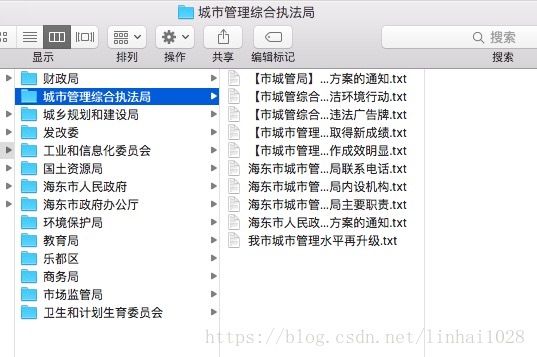 城市管理综合执法局
搜索
显示
排列
操作
共享
编辑标记
搜索
财政局
城市管理综合执法局
城乡规划和建设局
发改委
工业和信息化委员会
国土资源局
海东市人民政府
海东市政府办公厅
环境保护局
教育局
乐都区
商务局
市场监管局
卫生和计划生育委员会
【市城管局】...方案的通知.txt
【市城管综合...洁环境行动.txt
【市城管综合...违法广告牌.txt
【市城市管理...取得新成绩.txt
【市城市管理...作成效明显.txt
海东市城市管...局联系电话.txt
海东市城市管...局内设机构.txt
海东市城市管...局主要职责.txt
海东市人民政...方案的通知.txt
我市城市管理水平再升级.txt
https://blog.csdn.net/linhai1028